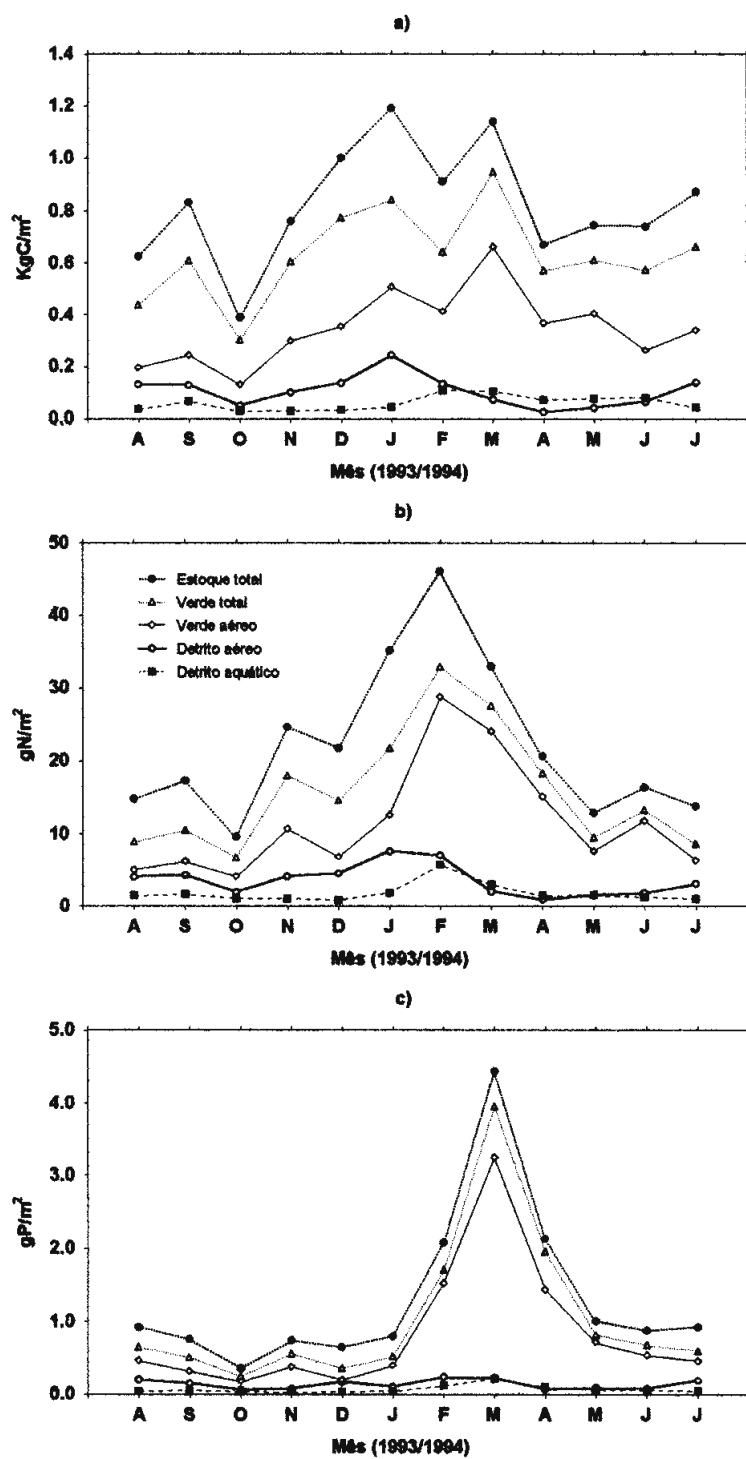 a)
1.4
1.2
1.0
0.8
0.6
0.4
0.2
0.0
KgC/m²
A S O N D J F M A M J J
Mês (1993/1994)
b)
50
40
30
20
10
0
gN/m²
Estoque total
Verde total
Verde aéreo
Detrito aéreo
Detrito aquático
A S O N D J F M A M J J
Mês (1993/1994)
c)
5.0
4.0
3.0
2.0
1.0
0.0
gP/m²
A S O N D J F M A M J J
Mês (1993/1994)